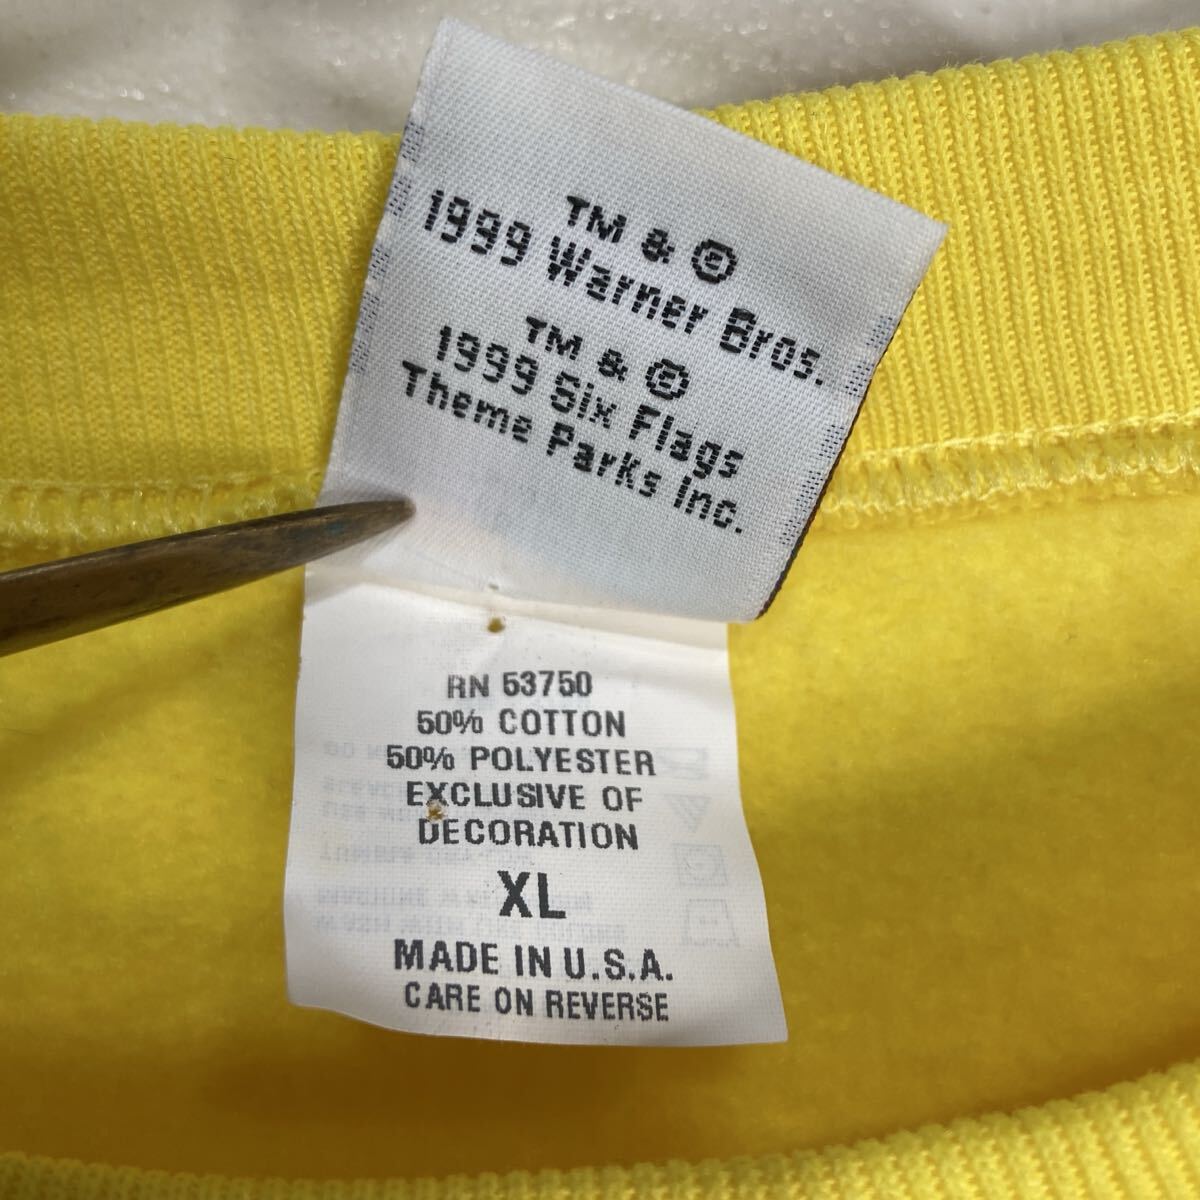 TM & ©
1999 Warner Bros.
TM & ©
1999 Six Flags
Theme Parks Inc.
RN 53750
50% COTTON
50% POLYESTER
EXCLUSIVE OF
DECORATION
XL
MADE IN U.S.A.
CARE ON REVERSE